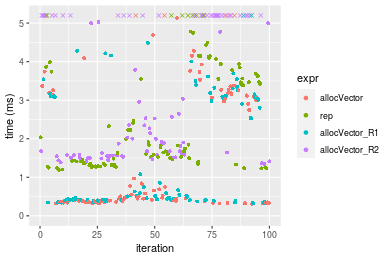 5
4
3
2
1
0
time (ms)
0
25
50
75
100
iteration
expr
allocVector
rep
allocVector_R1
allocVector_R2